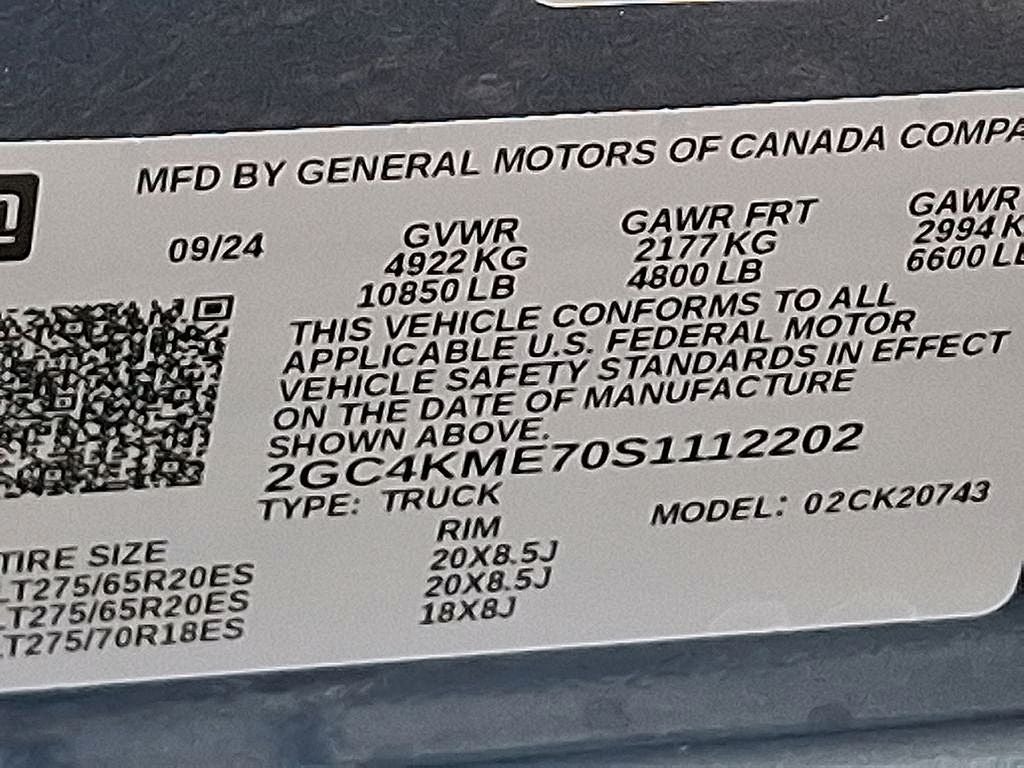 MFD BY GENERAL MOTORS OF CANADA COMPA
09/24
GVWR
4922 KG
10850 LB
GAWR FRT
2177 KG
4800 LB
GAWR
2994 K
6600 LB
THIS VEHICLE CONFORMS TO ALL
APPLICABLE U.S. FEDERAL MOTOR
VEHICLE SAFETY STANDARDS IN EFFECT
ON THE DATE OF MANUFACTURE
SHOWN ABOVE.
2GC4KME70S1112202
TYPE: TRUCK
MODEL: 02CK20743
TIRE SIZE
RIM
LT275/65R20ES
20X8.5J
LT275/65R20ES
20X8.5J
LT275/70R18ES
18X8J